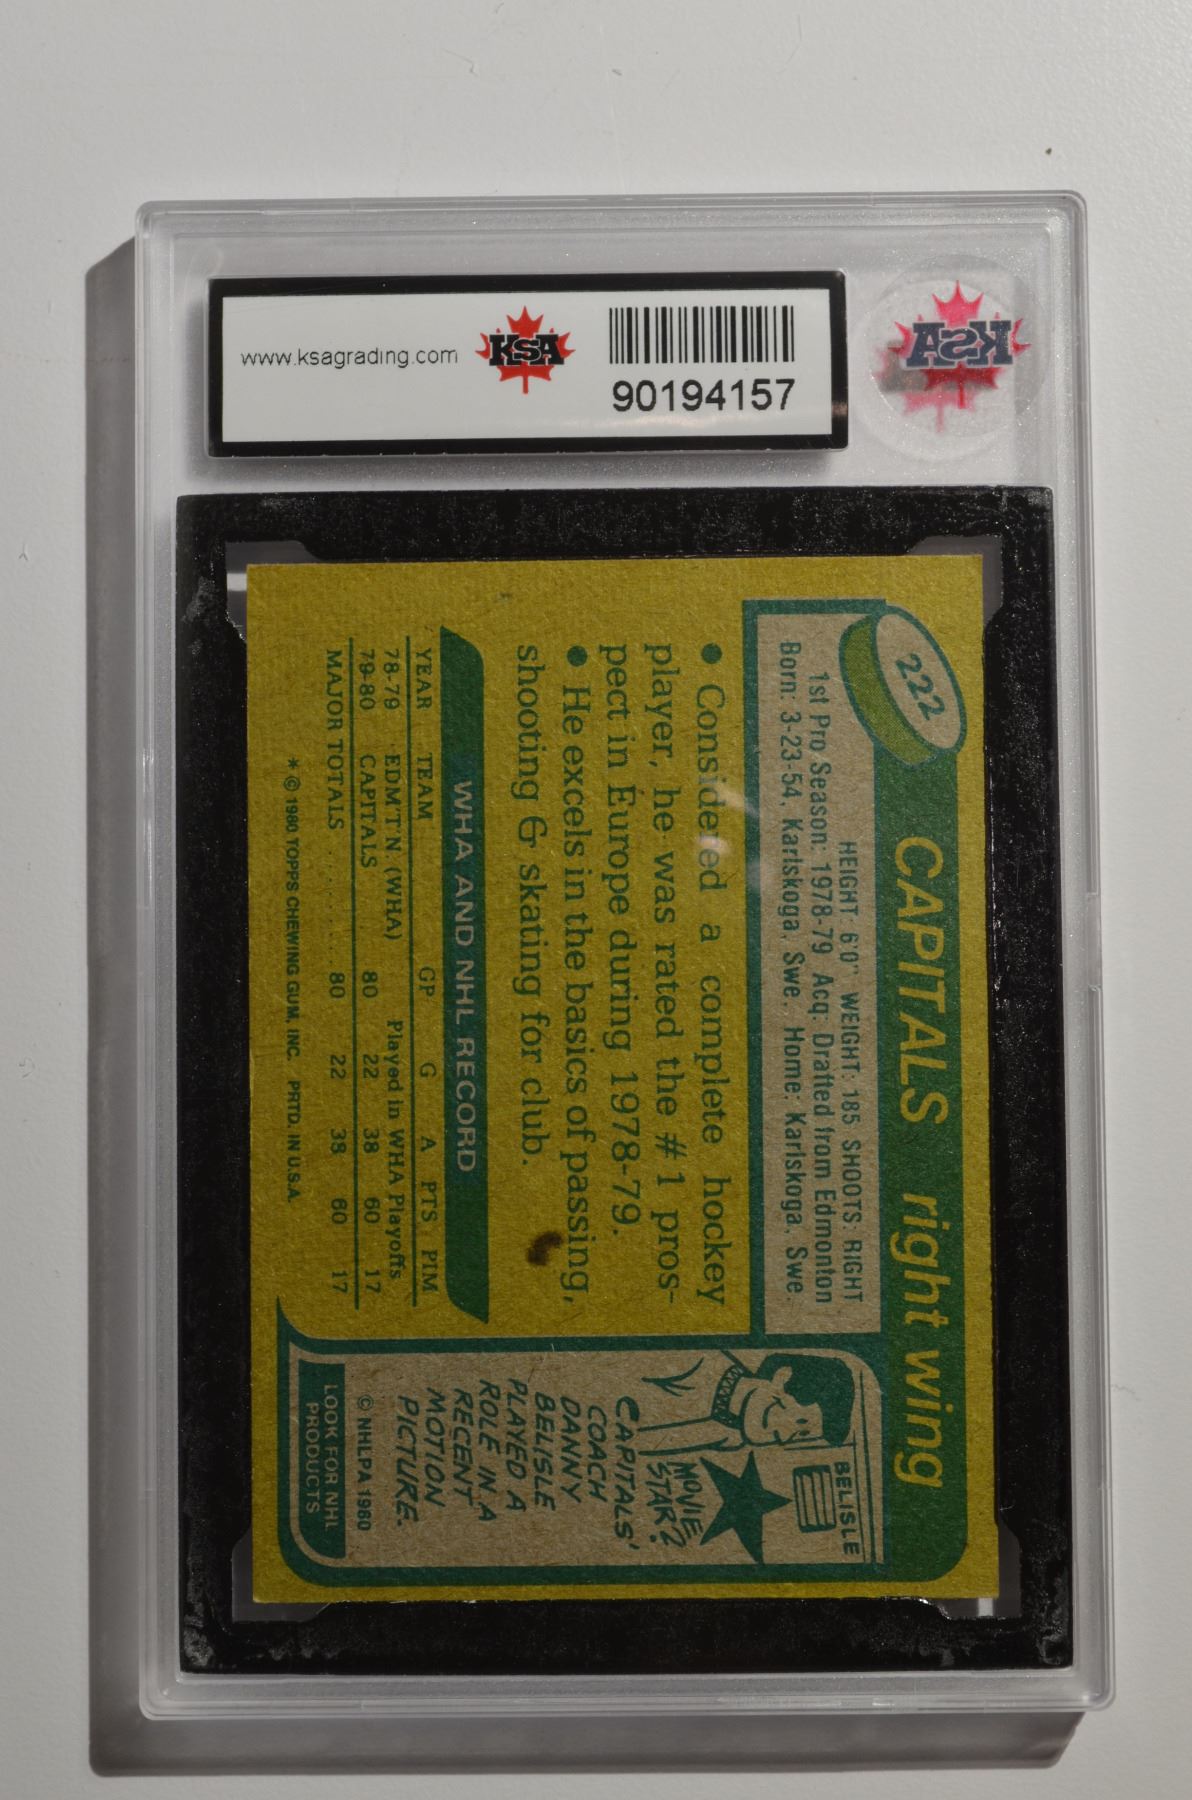 www.ksagrading.com
KSA
90194157
KSA
222
CAPITALS right wing
HEIGHT: 6'0" WEIGHT: 185 SHOOTS: RIGHT
1st Pro Season: 1978-79 Acq: Drafted from Edmonton
Born: 3-23-54, Karlskoga, Swe. Home: Karlskoga, Swe.
• Considered a complete hockey
player, he was rated the #1 pros-
pect in Europe during 1978-79.
• He excels in the basics of passing,
shooting & skating for club.
WHA AND NHL RECORD
YEAR TEAM GP G A PTS PIM
78-79 EDM'T'N. (WHA) Played in WHA Playoffs
79-80 CAPITALS 80 22 38 60 17
MAJOR TOTALS .......... 80 22 38 60 17
* © 1980 TOPPS CHEWING GUM, INC. PRTD. IN U.S.A.
BELISLE
MOVIE
STAR?
CAPITALS'
COACH
DANNY
BELISLE
PLAYED A
ROLE IN A
RECENT
MOTION
PICTURE.
© NHLPA 1980
LOOK FOR NHL
PRODUCTS